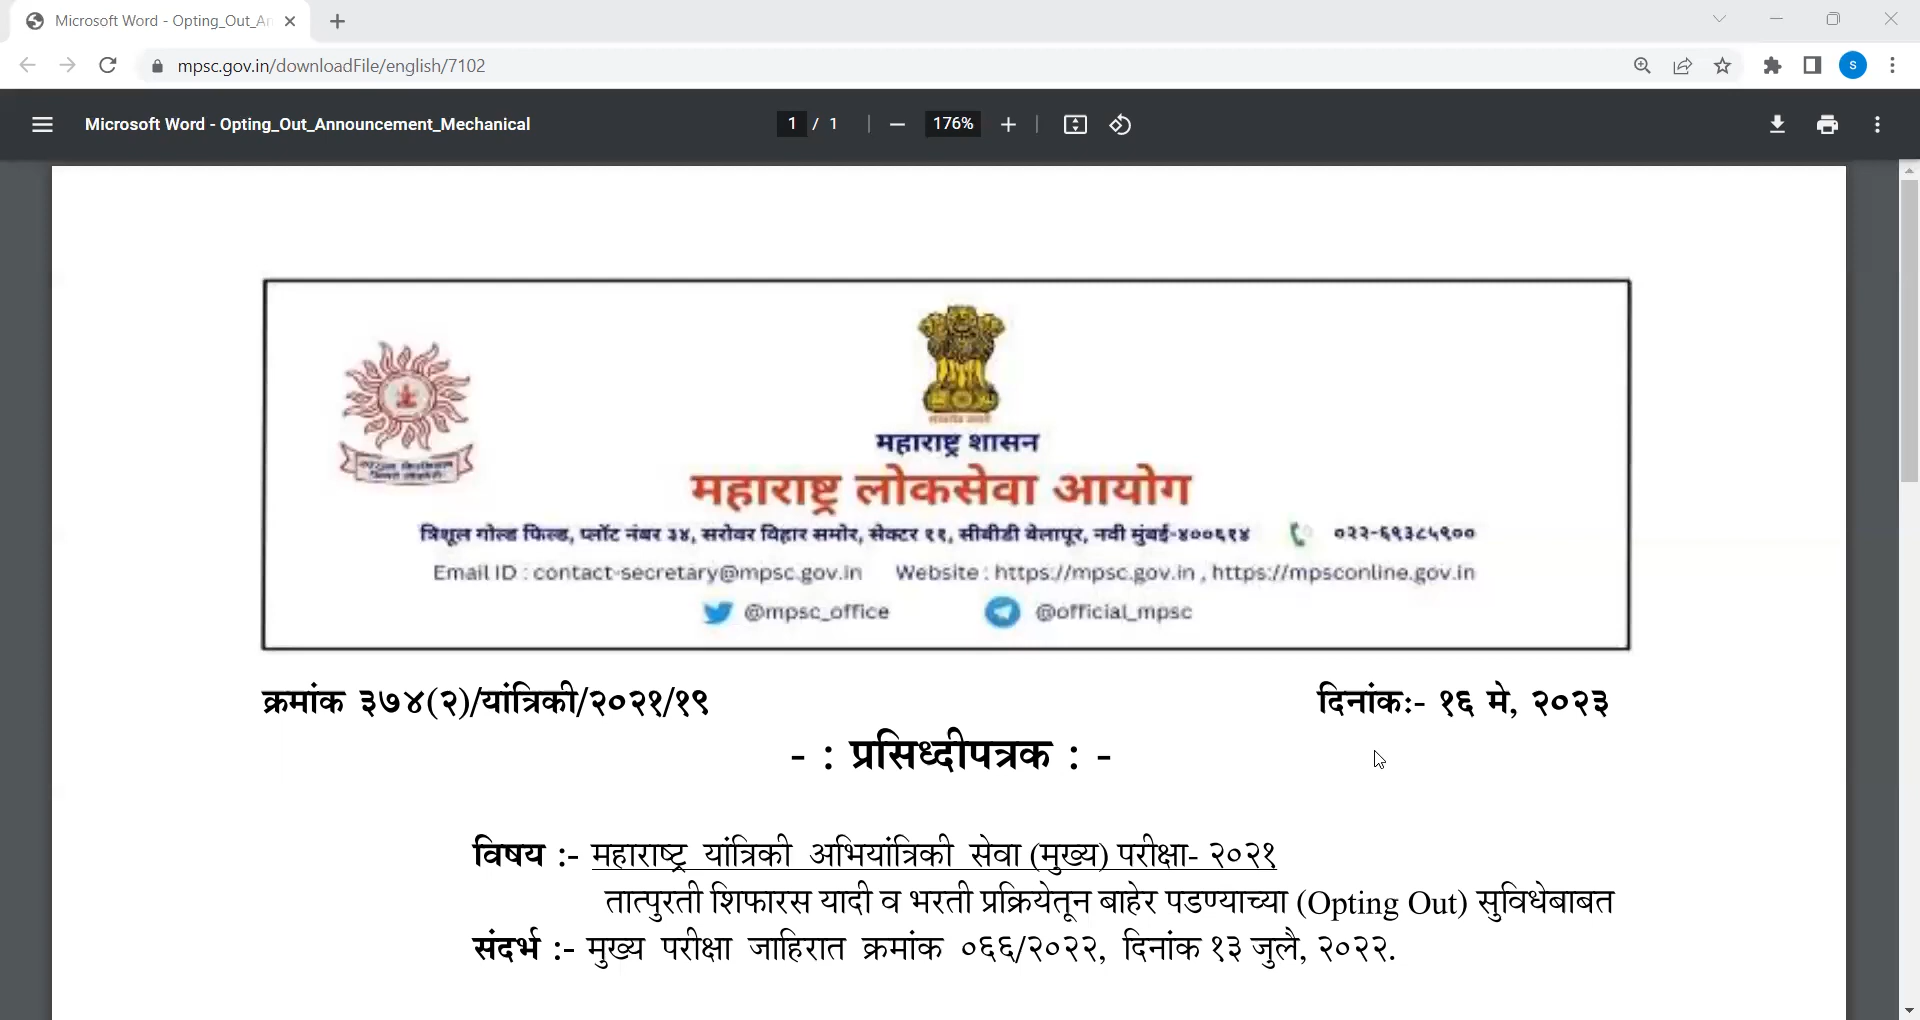 Microsoft Word - Opting_Out_An
mpsc.gov.in/downloadFile/english/7102
S
Microsoft Word - Opting_Out_Announcement_Mechanical
1 / 1
176%
महाराष्ट्र शासन
महाराष्ट्र लोकसेवा आयोग
त्रिशूल गोल्ड फिल्ड, प्लॉट नंबर ३४, सरोवर विहार समोर, सेक्टर ११, सीबीडी बेलापूर, नवी मुंबई-४००६१४ ०२२-६९३८५९००
Email ID : contact-secretary@mpsc.gov.in Website : https://mpsc.gov.in , https://mpsconline.gov.in
@mpsc_office @official_mpsc
क्रमांक ३७४(२)/यांत्रिकी/२०२१/१९ दिनांक:- १६ मे, २०२३
- : प्रसिध्दीपत्रक : -
विषय :- महाराष्ट्र यांत्रिकी अभियांत्रिकी सेवा (मुख्य) परीक्षा- २०२१
तात्पुरती शिफारस यादी व भरती प्रक्रियेतून बाहेर पडण्याच्या (Opting Out) सुविधेबाबत
संदर्भ :- मुख्य परीक्षा जाहिरात क्रमांक ०६६/२०२२, दिनांक १३ जुलै, २०२२.